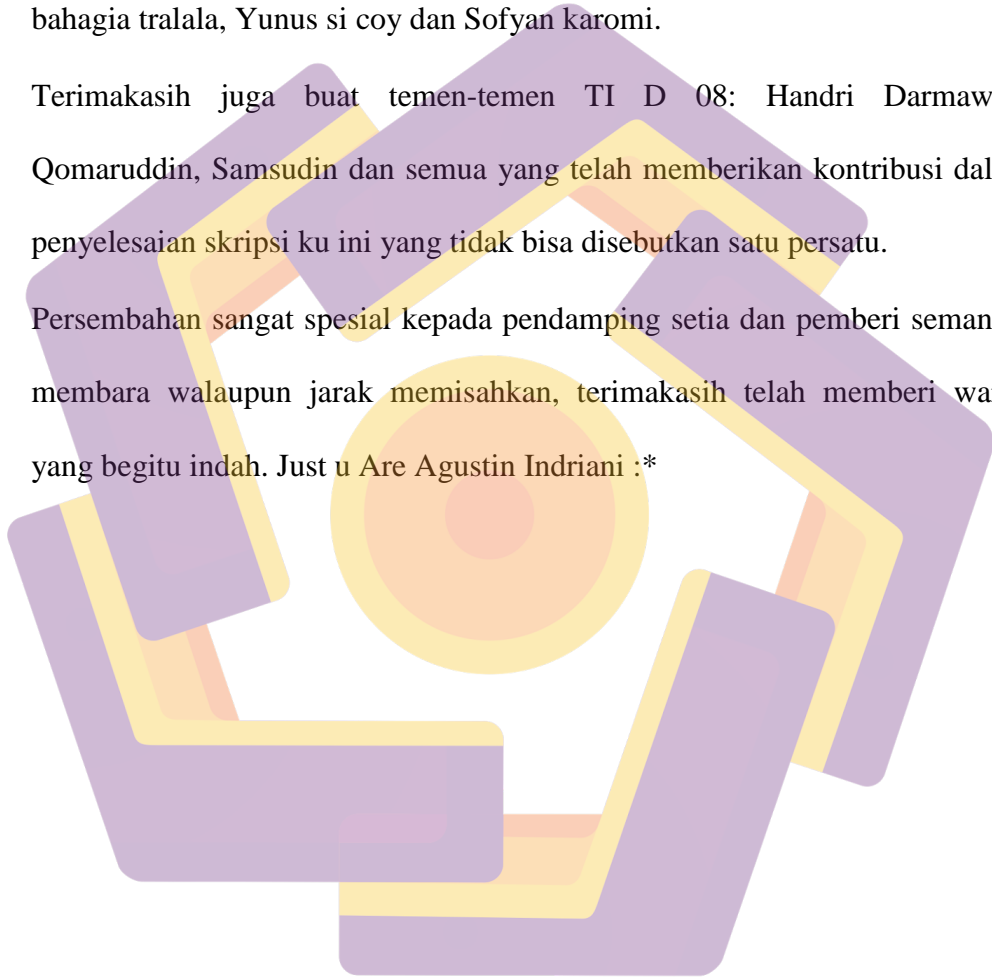 bahagia tralala, Yunus si coy dan Sofyan karomi.
Terimakasih juga buat temen-temen TI D 08: Handri Darmaw
Qomaruddin, Samsudin dan semua yang telah memberikan kontribusi dal
penyelesaian skripsi ku ini yang tidak bisa disebutkan satu persatu.
Persembahan sangat spesial kepada pendamping setia dan pemberi seman
membara walaupun jarak memisahkan, terimakasih telah memberi wa
yang begitu indah. Just u Are Agustin Indriani :*